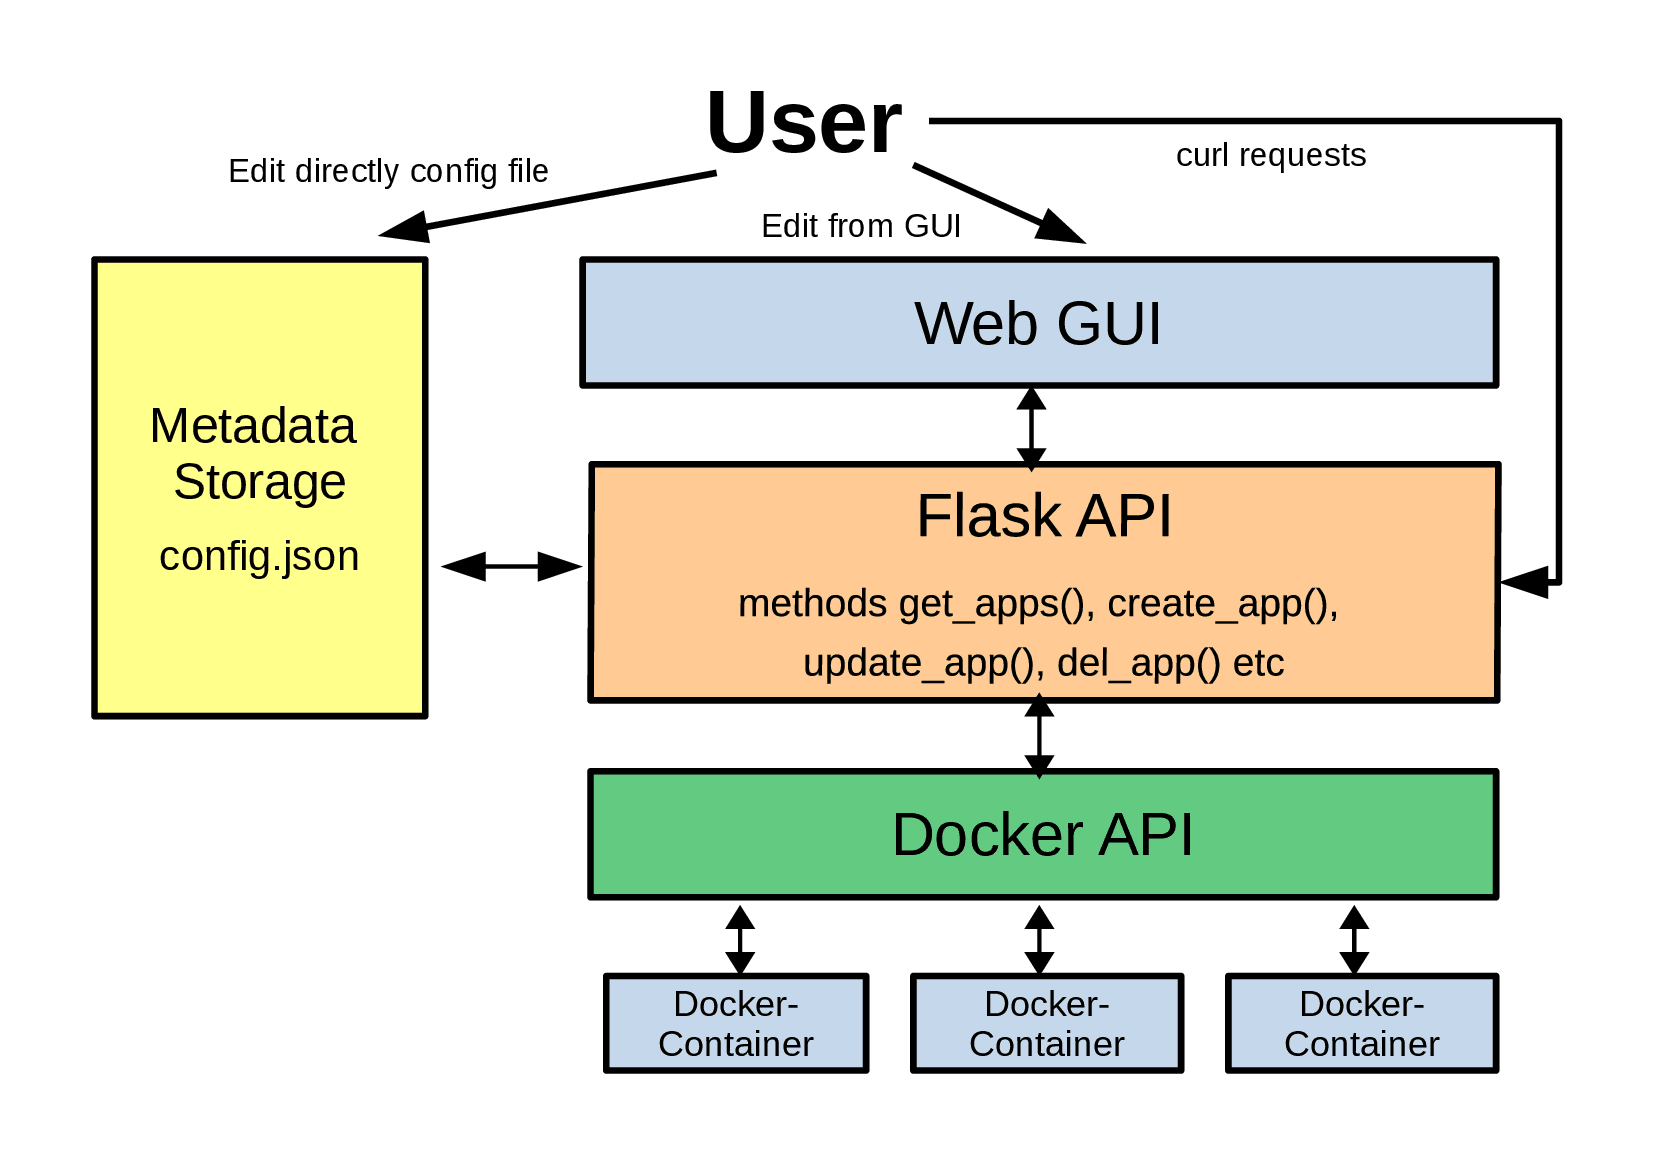 User
curl requests
Edit directly config file
Edit from GUI
Web GUI
Metadata
Storage
config.json
Flask API
methods get_apps(), create_app(),
update_app(), del_app() etc
Docker API
Docker-
Container
Docker-
Container
Docker-
Container